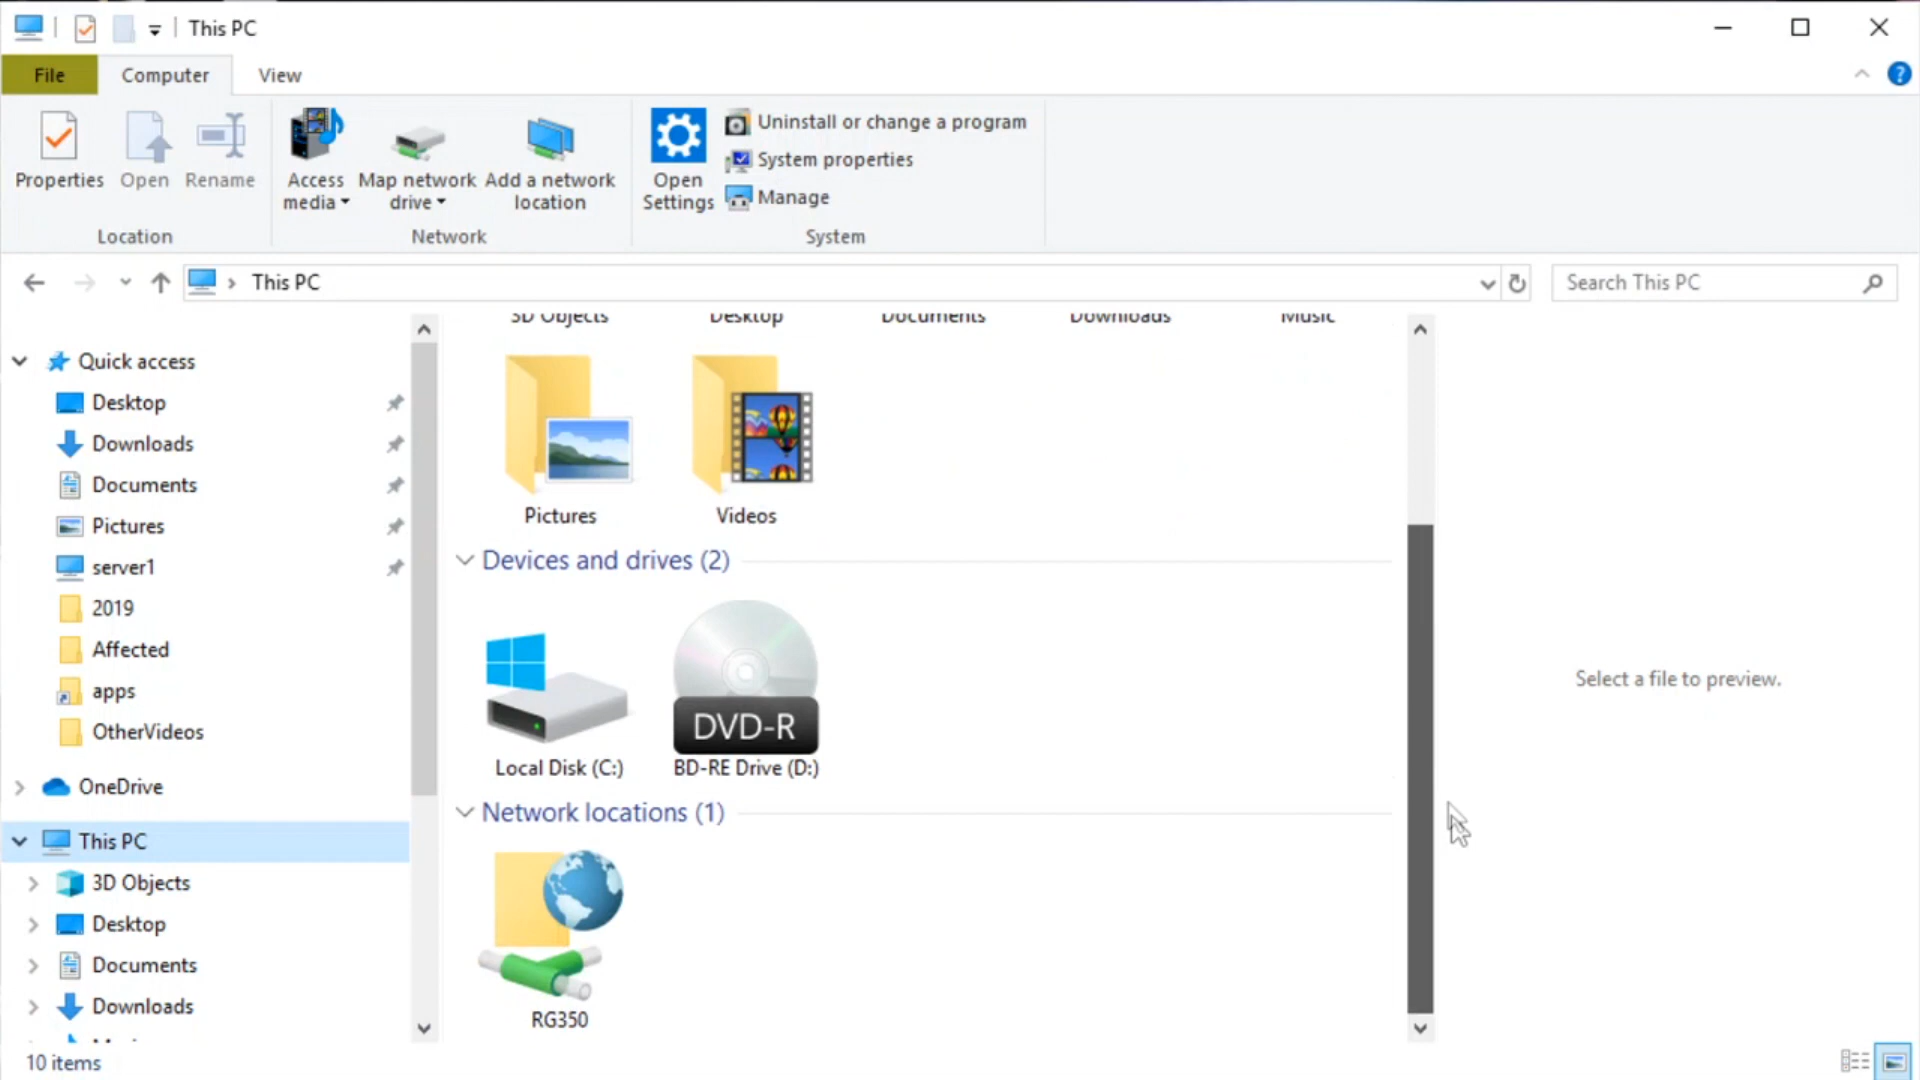 This PC
File
Computer
View
Properties
Open
Rename
Access media
Map network drive
Add a network location
Open Settings
Uninstall or change a program
System properties
Manage
Location
Network
System
This PC
Search This PC
Quick access
Desktop
Downloads
Documents
Pictures
server1
2019
Affected
apps
OtherVideos
OneDrive
This PC
3D Objects
Desktop
Documents
Downloads
3D Objects
Desktop
Documents
Downloads
Music
Pictures
Videos
Devices and drives (2)
DVD-R
Local Disk (C:)
BD-RE Drive (D:)
Network locations (1)
RG350
Select a file to preview.
10 items